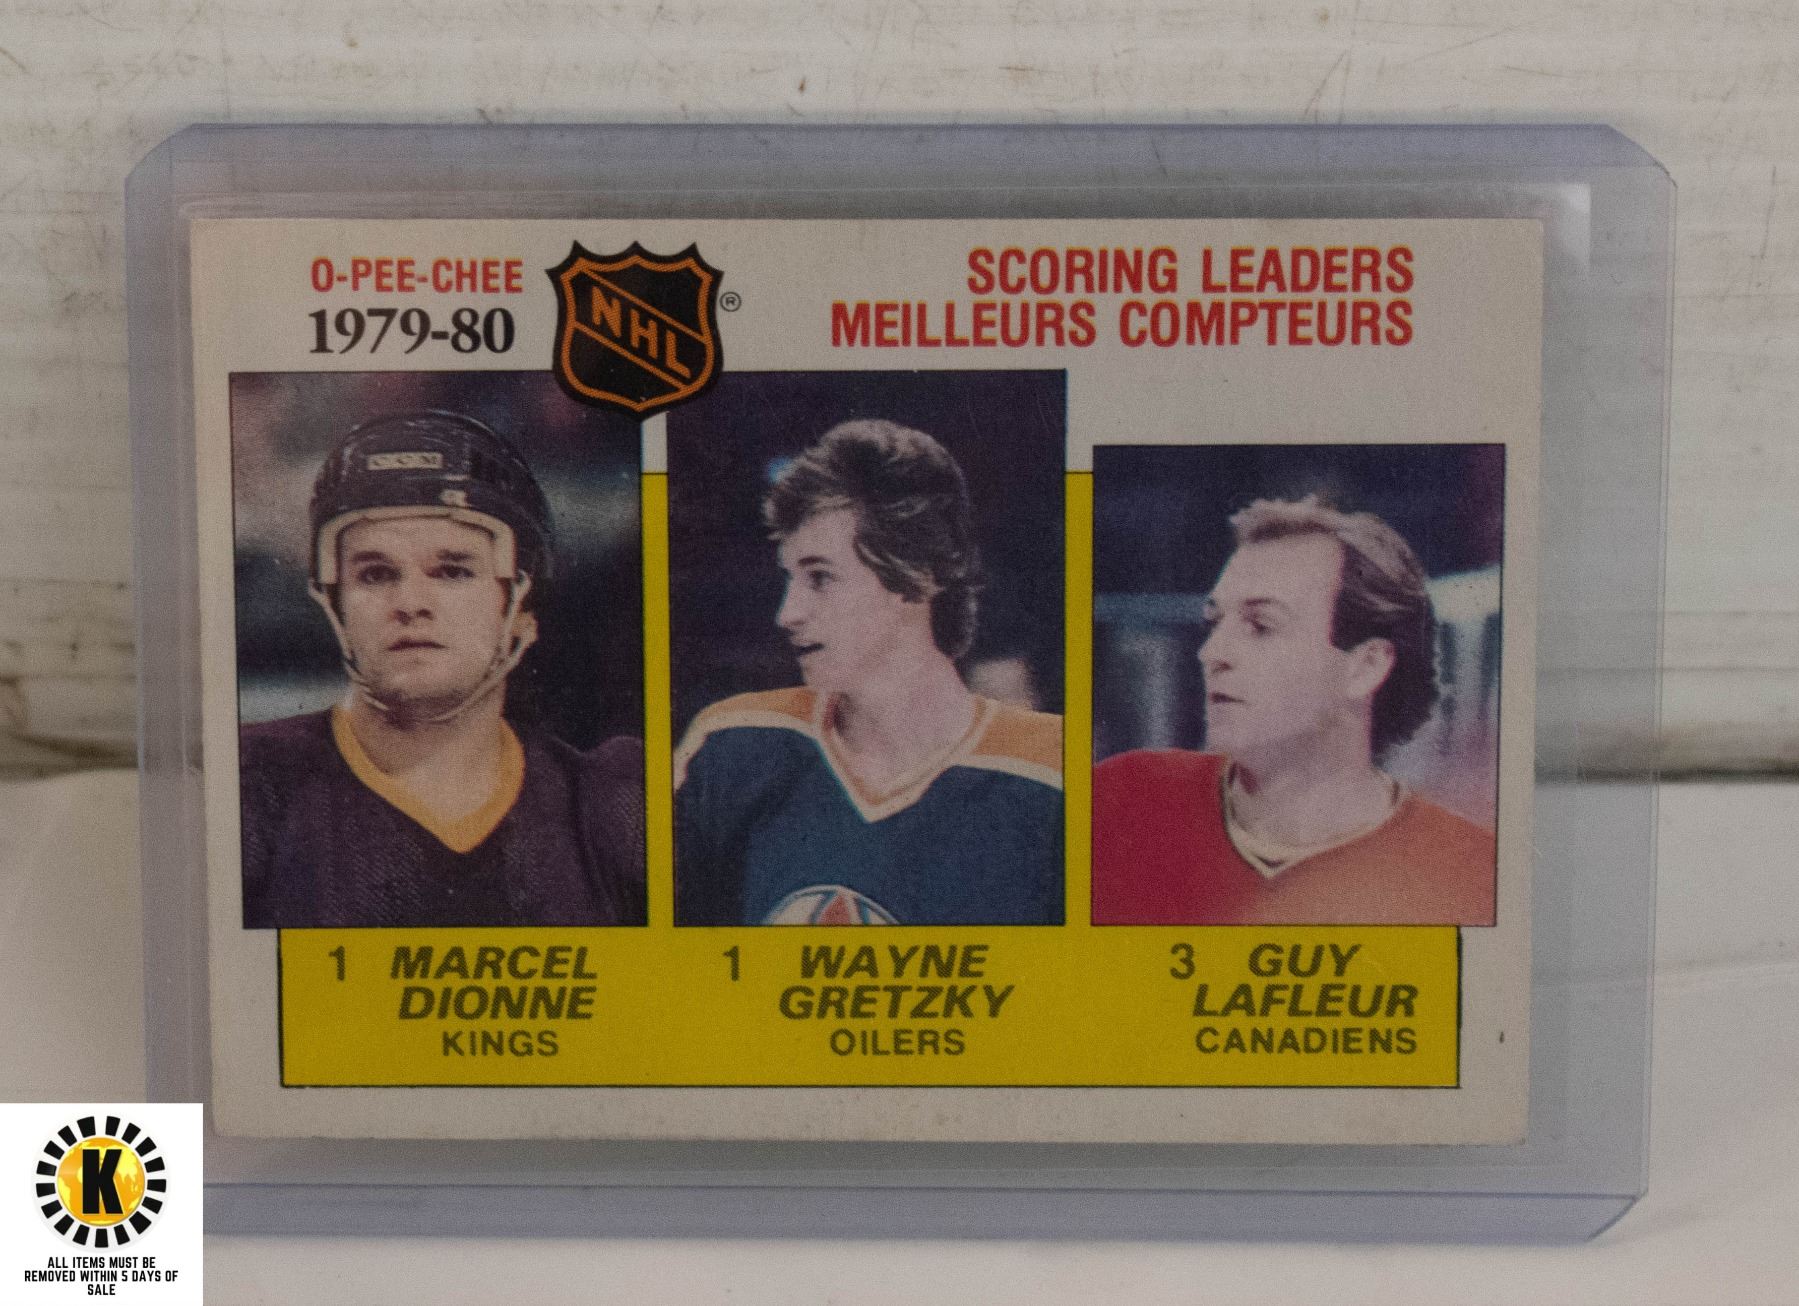 O-PEE-CHEE
1979-80
NHL
®
SCORING LEADERS
MEILLEURS COMPTEURS
CCM
1 MARCEL DIONNE
KINGS
1 WAYNE GRETZKY
OILERS
3 GUY LAFLEUR
CANADIENS
K
ALL ITEMS MUST BE
REMOVED WITHIN 5 DAYS OF
SALE